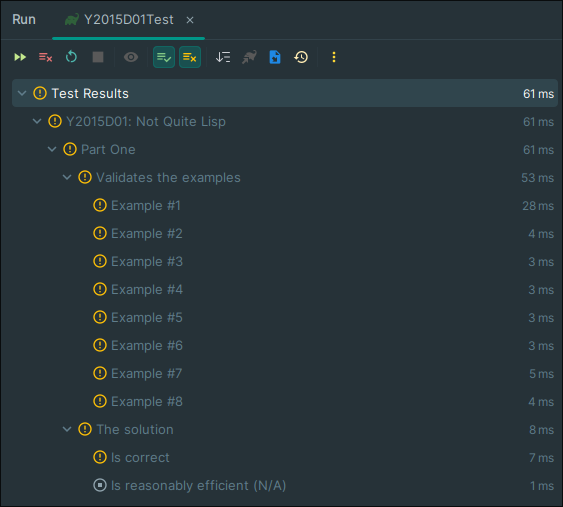 Run Y2015D01Test
Test Results 61 ms
Y2015D01: Not Quite Lisp 61 ms
Part One 61 ms
Validates the examples 53 ms
Example #1 28 ms
Example #2 4 ms
Example #3 3 ms
Example #4 3 ms
Example #5 3 ms
Example #6 3 ms
Example #7 5 ms
Example #8 4 ms
The solution 8 ms
Is correct 7 ms
Is reasonably efficient (N/A) 1 ms